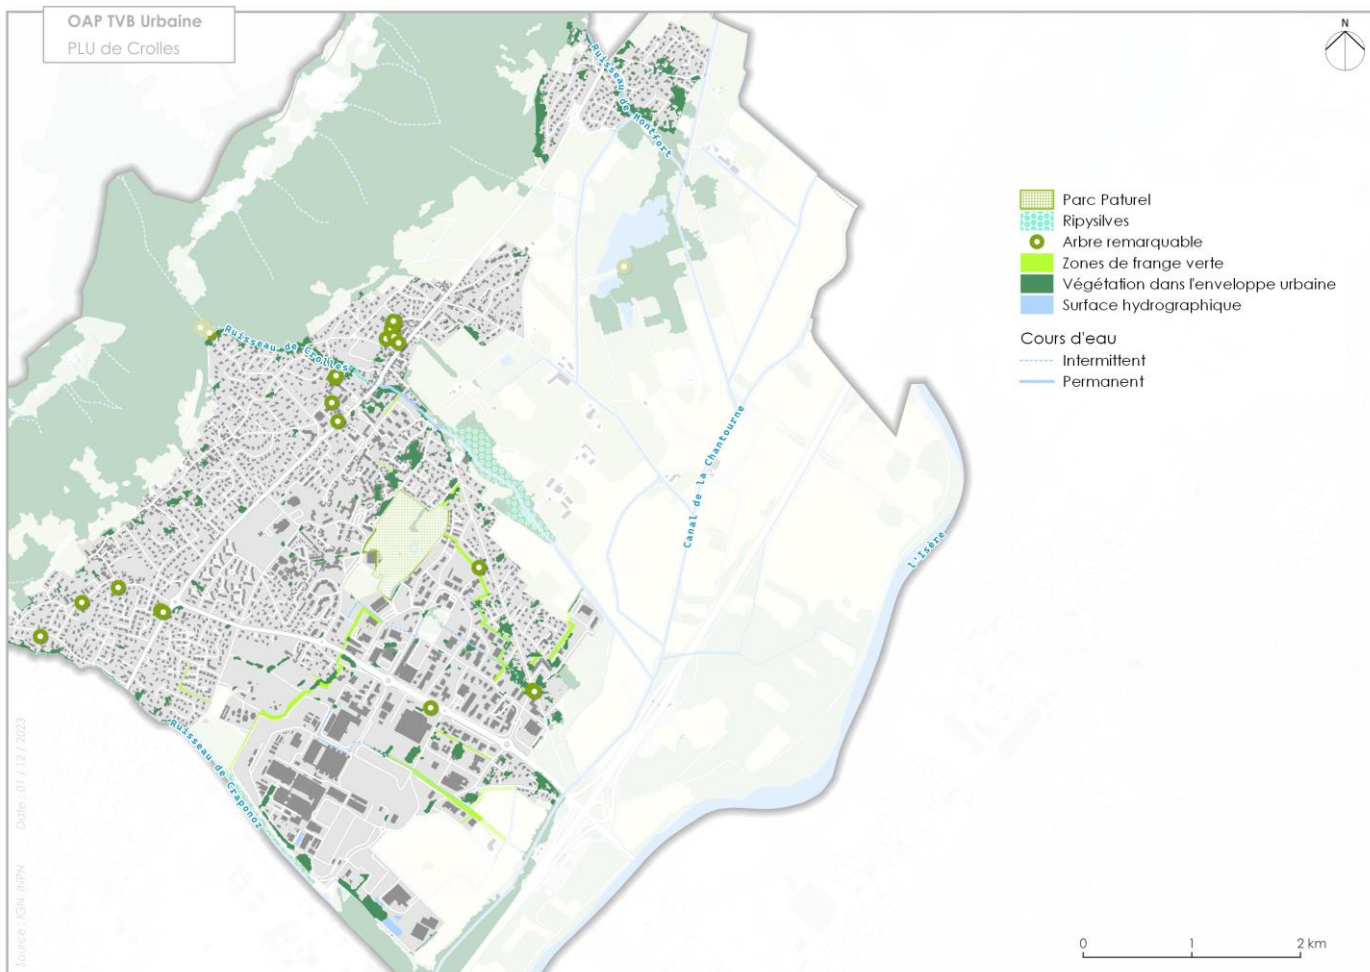 OAP TVB Urbaine
PLU de Crolles
N
Ruisseau de Montfort
Ruisseau de Crolles
Canal de la Chantourne
l'Isère
Ruisseau de Craponoz
Parc Paturel
Ripysilves
Arbre remarquable
Zones de frange verte
Végétation dans l'enveloppe urbaine
Surface hydrographique
Cours d'eau
Intermittent
Permanent
Source : IGN, INPN Date : 01 / 12 / 2023
0 1 2 km